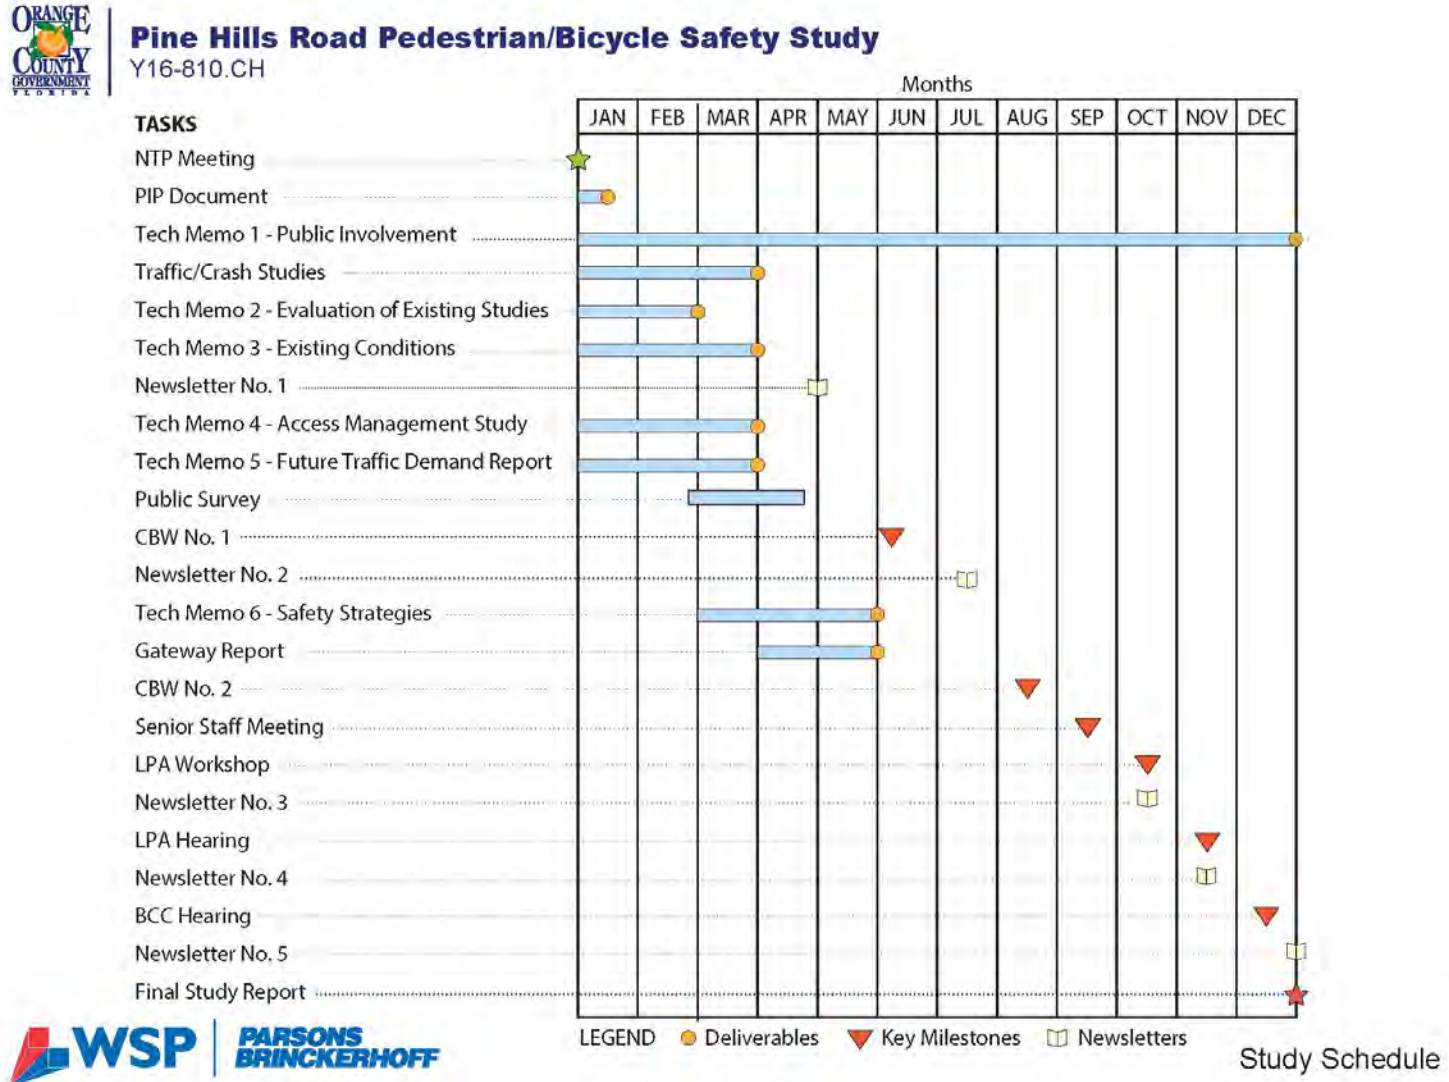 ORANGE
COUNTY
GOVERNMENT
FLORIDA
Pine Hills Road Pedestrian/Bicycle Safety Study
Y16-810.CH
Months
TASKS
JAN FEB MAR APR MAY JUN JUL AUG SEP OCT NOV DEC
NTP Meeting
PIP Document
Tech Memo 1 - Public Involvement
Traffic/Crash Studies
Tech Memo 2 - Evaluation of Existing Studies
Tech Memo 3 - Existing Conditions
Newsletter No. 1
Tech Memo 4 - Access Management Study
Tech Memo 5 - Future Traffic Demand Report
Public Survey
CBW No. 1
Newsletter No. 2
Tech Memo 6 - Safety Strategies
Gateway Report
CBW No. 2
Senior Staff Meeting
LPA Workshop
Newsletter No. 3
LPA Hearing
Newsletter No. 4
BCC Hearing
Newsletter No. 5
Final Study Report
LEGEND Deliverables Key Milestones Newsletters
WSP
PARSONS
BRINCKERHOFF
Study Schedule